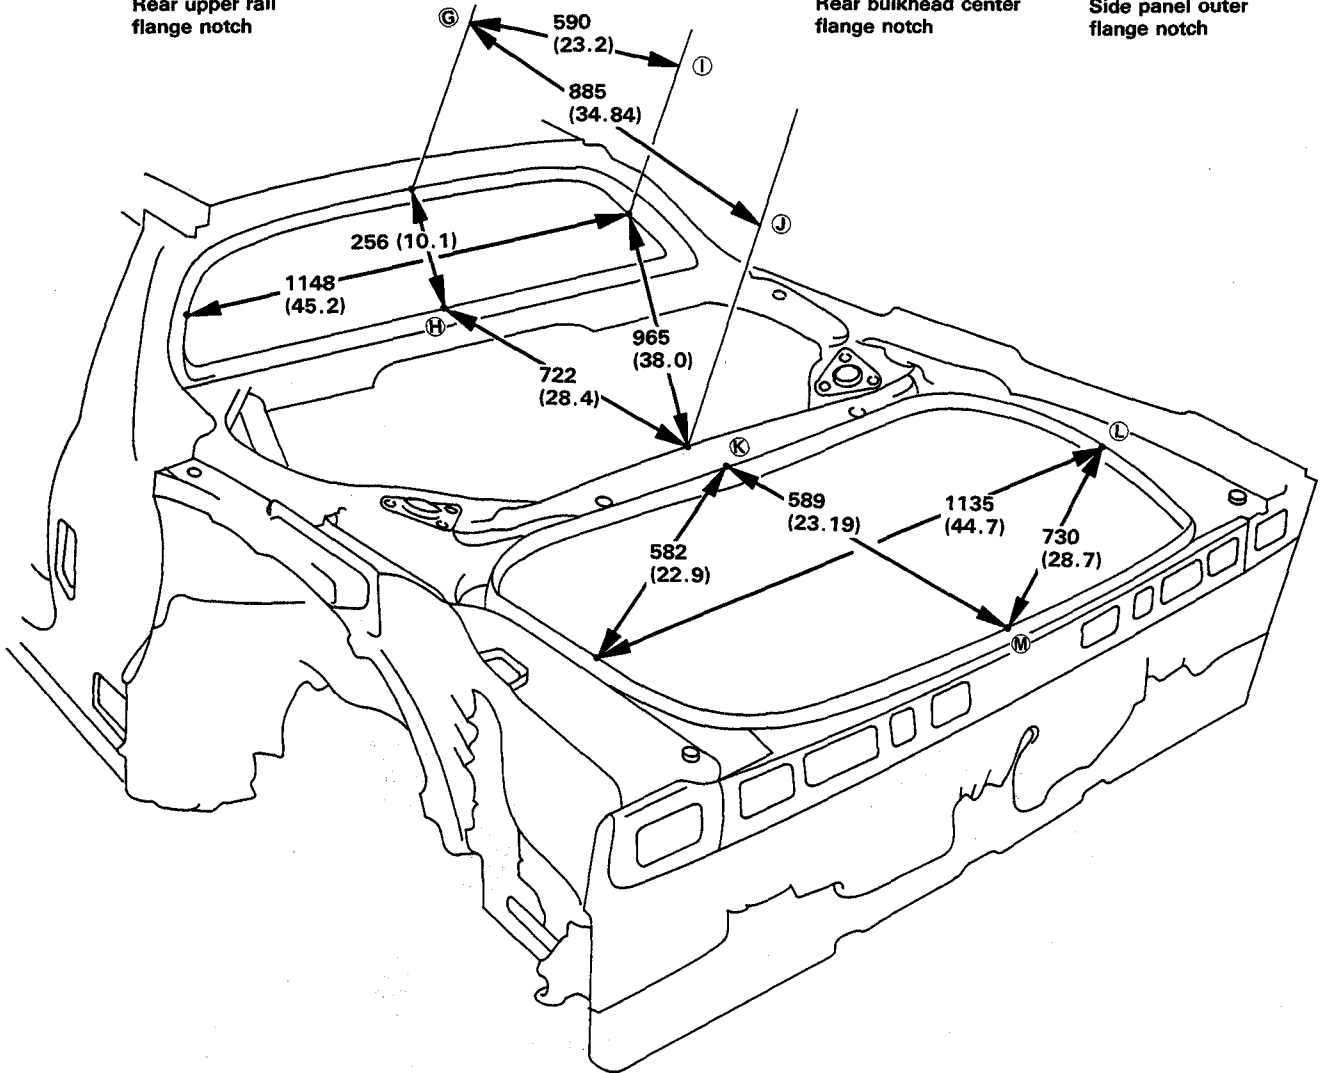 Rear upper rail
flange notch
Rear bulkhead center
flange notch
Side panel outer
flange notch
G
590
(23.2)
I
885
(34.84)
J
256 (10.1)
1148
(45.2)
H
965
(38.0)
722
(28.4)
K
L
589
(23.19)
1135
(44.7)
582
(22.9)
730
(28.7)
M